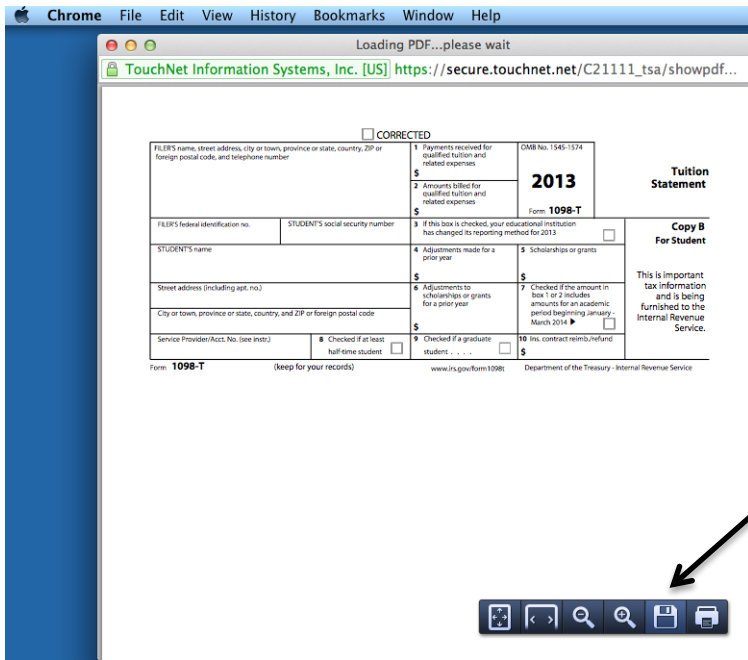 Chrome File Edit View History Bookmarks Window Help
Loading PDF...please wait
TouchNet Information Systems, Inc. [US] https://secure.touchnet.net/C21111_tsa/showpdf...
CORRECTED
FILER'S name, street address, city or town, province or state, country, ZIP or
foreign postal code, and telephone number
1 Payments received for
qualified tuition and
related expenses
$
2 Amounts billed for
qualified tuition and
related expenses
$
OMB No. 1545-1574
2013
Form 1098-T
Tuition
Statement
FILER'S federal identification no.
STUDENT'S social security number
3 If this box is checked, your educational institution
has changed its reporting method for 2013
Copy B
For Student
STUDENT'S name
4 Adjustments made for a
prior year
$
5 Scholarships or grants
$
This is important
tax information
and is being
furnished to the
Internal Revenue
Service.
Street address (including apt. no.)
City or town, province or state, country, and ZIP or foreign postal code
6 Adjustments to
scholarships or grants
for a prior year
$
7 Checked if the amount in
box 1 or 2 includes
amounts for an academic
period beginning January -
March 2014 ▶
Service Provider/Acct. No. (see instr.)
8 Checked if at least
half-time student
9 Checked if a graduate
student . . . .
10 Ins. contract reimb./refund
$
Form 1098-T
(keep for your records)
www.irs.gov/form1098t
Department of the Treasury - Internal Revenue Service